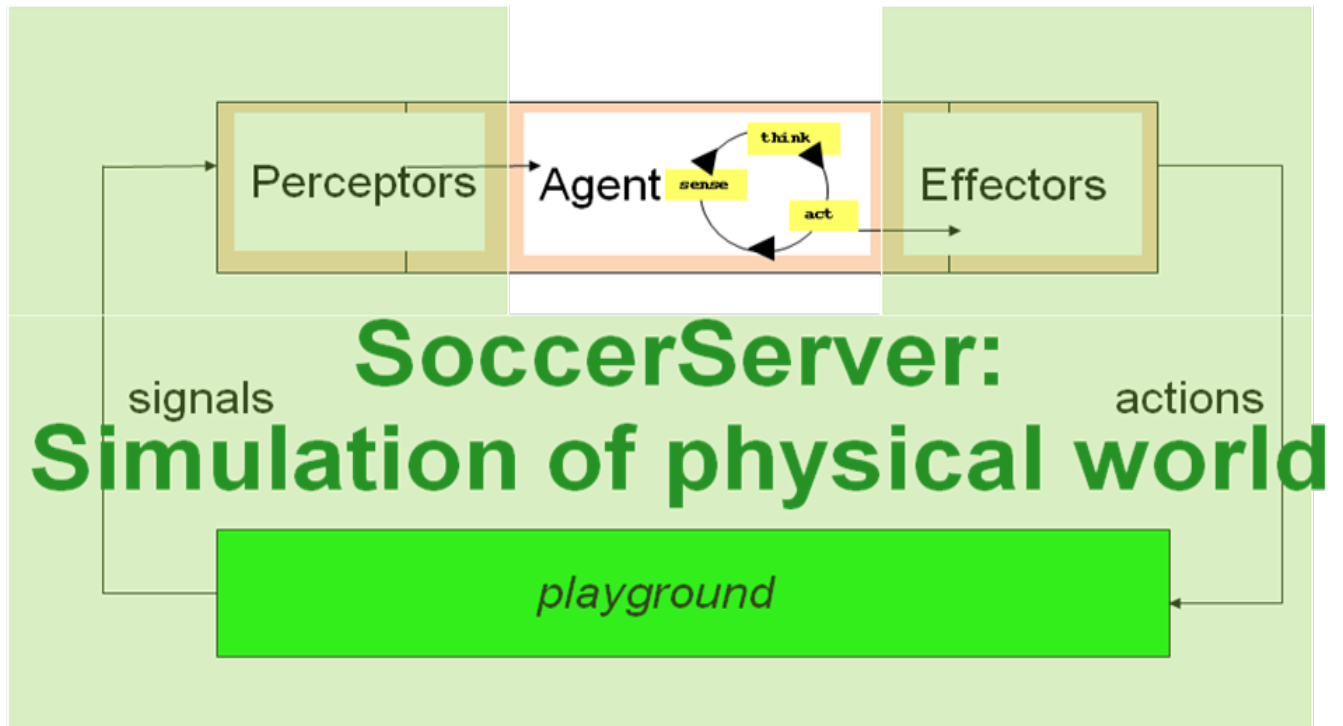 think
Perceptors
Agent
sense
Effectors
act
SoccerServer:
signals
actions
Simulation of physical world
playground